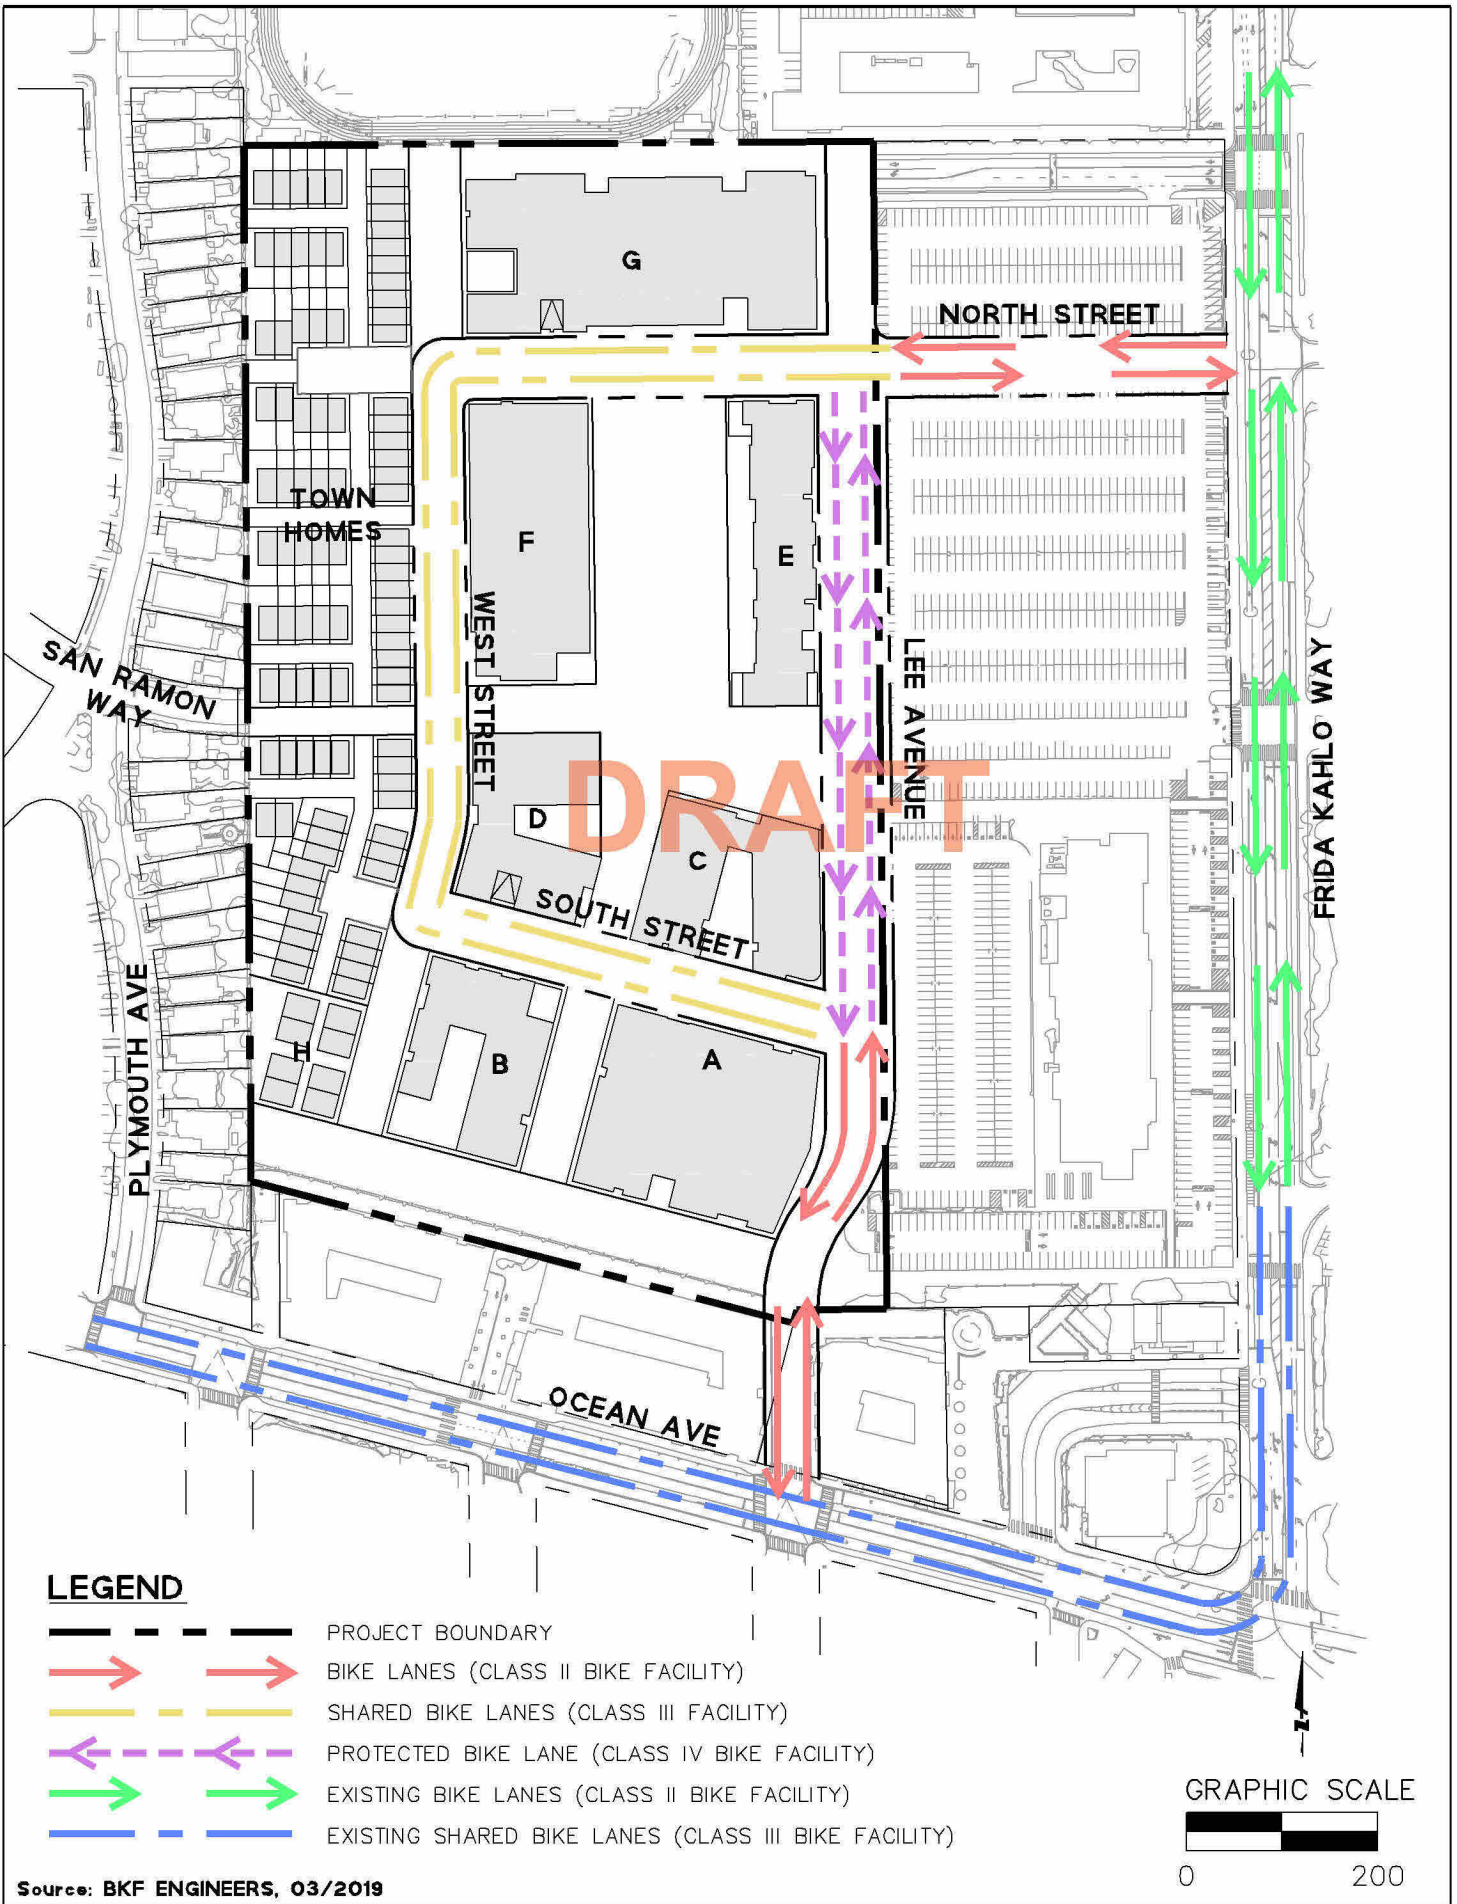 G
NORTH STREET
TOWN
HOMES
F
E
WEST STREET
LEE AVENUE
SAN RAMON
WAY
FRIDA KAHLO WAY
DRAFT
D
C
SOUTH STREET
PLYMOUTH AVE
H
B
A
OCEAN AVE
LEGEND
PROJECT BOUNDARY
BIKE LANES (CLASS II BIKE FACILITY)
SHARED BIKE LANES (CLASS III FACILITY)
PROTECTED BIKE LANE (CLASS IV BIKE FACILITY)
EXISTING BIKE LANES (CLASS II BIKE FACILITY)
EXISTING SHARED BIKE LANES (CLASS III BIKE FACILITY)
Z
GRAPHIC SCALE
0 200
Source: BKF ENGINEERS, 03/2019